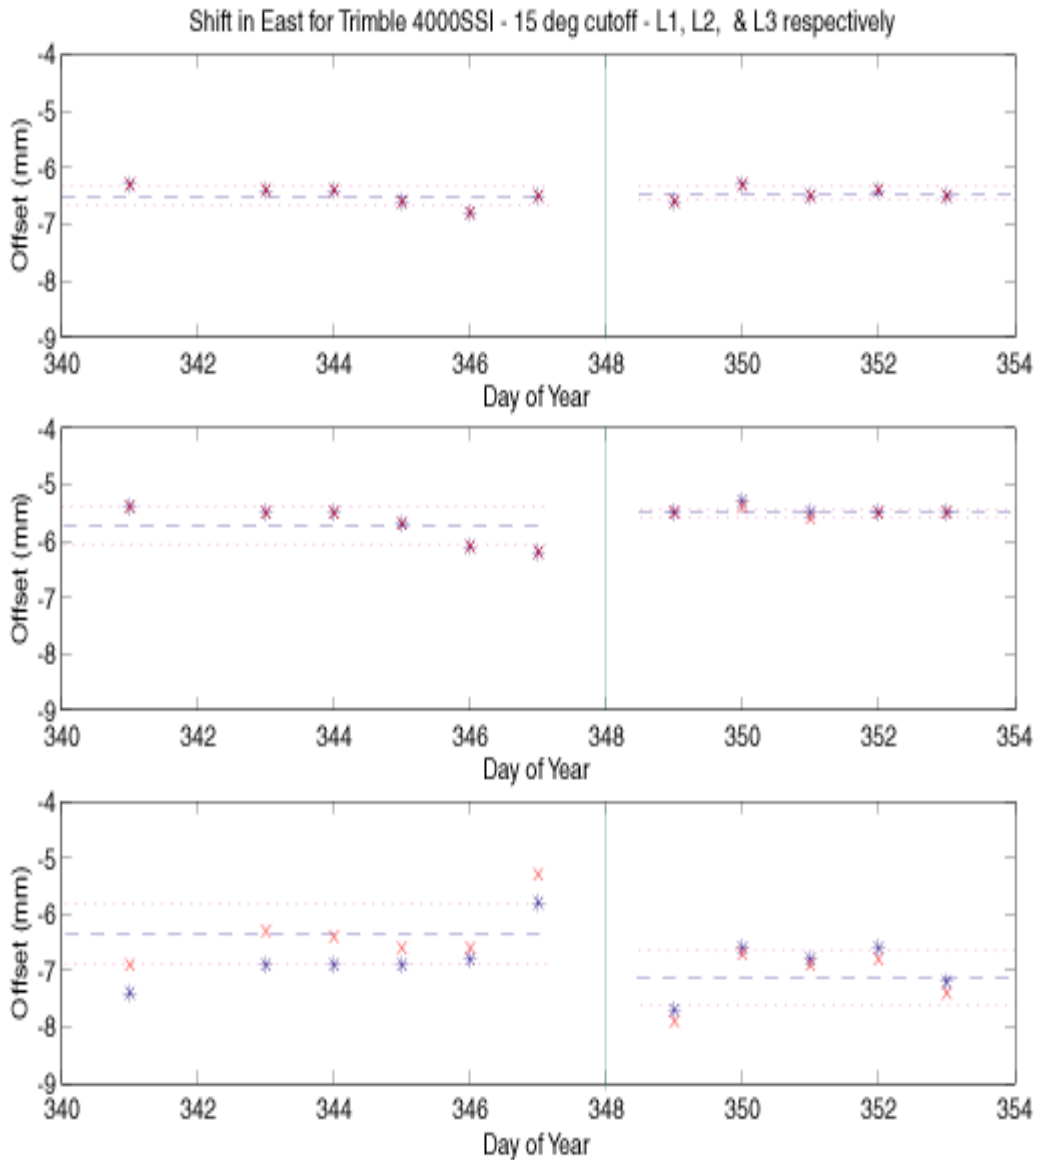 Shift in East for Trimble 4000SSI - 15 deg cutoff - L1, L2, & L3 respectively
-4
-5
-6
-7
-8
-9
Offset (mm)
340 342 344 346 348 350 352 354
Day of Year
-4
-5
-6
-7
-8
-9
Offset (mm)
340 342 344 346 348 350 352 354
Day of Year
-4
-5
-6
-7
-8
-9
Offset (mm)
340 342 344 346 348 350 352 354
Day of Year